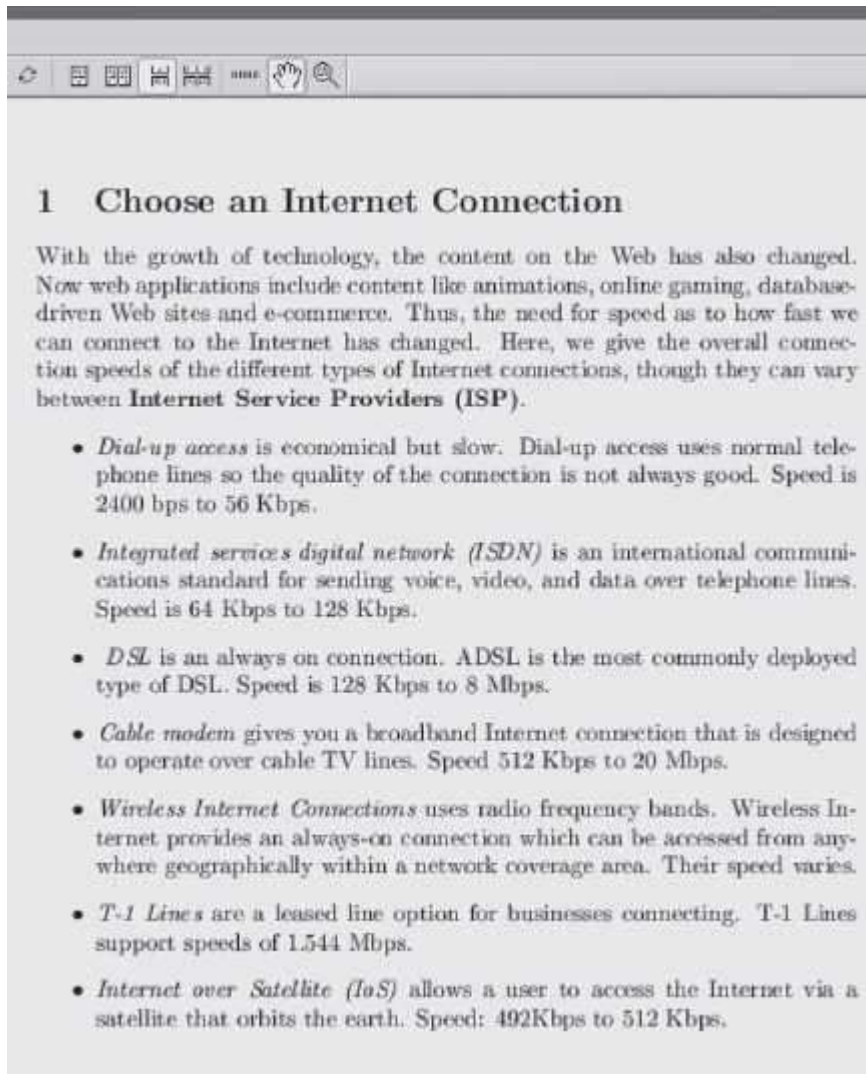 1 Choose an Internet Connection
With the growth of technology, the content on the Web has also changed.
Now web applications include content like animations, online gaming, database-
driven Web sites and e-commerce. Thus, the need for speed as to how fast we
can connect to the Internet has changed. Here, we give the overall connec-
tion speeds of the different types of Internet connections, though they can vary
between Internet Service Providers (ISP).
• Dial-up access is economical but slow. Dial-up access uses normal tele-
phone lines so the quality of the connection is not always good. Speed is
2400 bps to 56 Kbps.
• Integrated services digital network (ISDN) is an international communi-
cations standard for sending voice, video, and data over telephone lines.
Speed is 64 Kbps to 128 Kbps.
• DSL is an always on connection. ADSL is the most commonly deployed
type of DSL. Speed is 128 Kbps to 8 Mbps.
• Cable modem gives you a broadband Internet connection that is designed
to operate over cable TV lines. Speed 512 Kbps to 20 Mbps.
• Wireless Internet Connections uses radio frequency bands. Wireless In-
ternet provides an always-on connection which can be accessed from any-
where geographically within a network coverage area. Their speed varies.
• T-1 Lines are a leased line option for businesses connecting. T-1 Lines
support speeds of 1.544 Mbps.
• Internet over Satellite (IoS) allows a user to access the Internet via a
satellite that orbits the earth. Speed: 492Kbps to 512 Kbps.